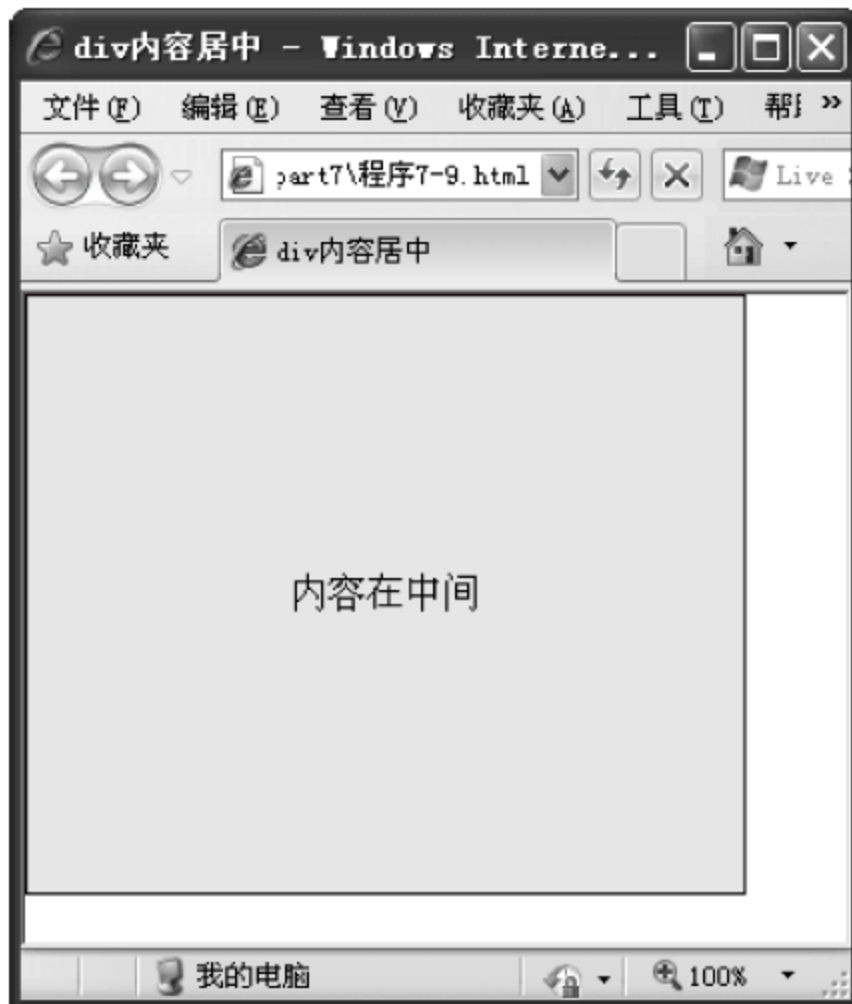 div内容居中 - Windows Interne...
文件(F) 编辑(E) 查看(V) 收藏夹(A) 工具(T) »
part7\程序7-9.html Live
收藏夹 div内容居中
内容在中间
我的电脑 100%